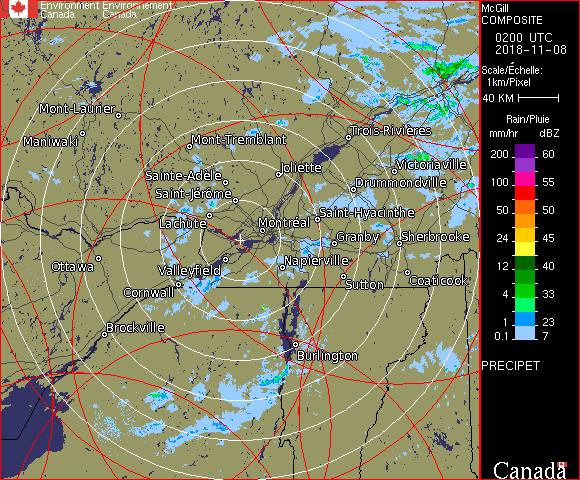 Environment Environnement
Canada Canada
McGill
COMPOSITE
0200 UTC
2018-11-08
Scale/Échelle:
1km/Pixel
40 KM
Rain/Pluie
mm/hr dBZ
200 60
150 57
100 55
50 50
24 45
12 40
4 33
1 23
0.1 7
PRECIPET
Canada
Mont-Laurier
Maniwaki
Mont-Tremblant
Trois-Rivières
Sainte-Adèle
Joliette
Victoriaville
Saint-Jérôme
Drummondville
Lachute
Saint-Hyacinthe
Montréal
Granby
Sherbrooke
Ottawa
Valleyfield
Napierville
Cornwall
Sutton
Coaticook
Brockville
Burlington